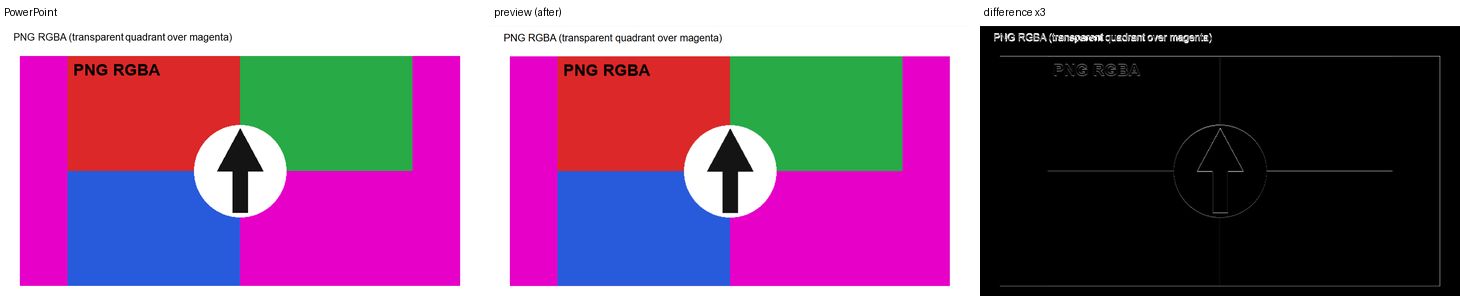 PowerPoint
preview (after)
difference x3
PNG RGBA (transparent quadrant over magenta)
PNG RGBA (transparent quadrant over magenta)
PNG RGBA (transparent quadrant over magenta)
PNG RGBA
PNG RGBA
PNG RGBA